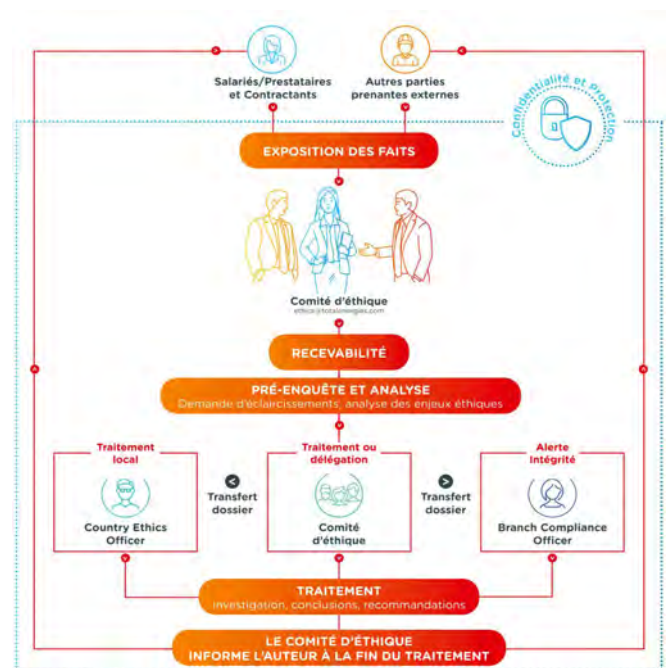 Salariés/Prestataires
et Contractants
Autres parties
prenantes externes
Confidentialité et Protection
EXPOSITION DES FAITS
Comité d'éthique
ethics@totalenergies.com
RECEVABILITÉ
PRÉ-ENQUÊTE ET ANALYSE
Demande d'éclaircissements, analyse des enjeux éthiques
Traitement
local
Country Ethics
Officer
Transfert
dossier
Traitement ou
délégation
Comité
d'éthique
Transfert
dossier
Alerte
Intégrité
Branch Compliance
Officer
TRAITEMENT
Investigation, conclusions, recommandations
LE COMITÉ D'ÉTHIQUE
INFORME L'AUTEUR À LA FIN DU TRAITEMENT